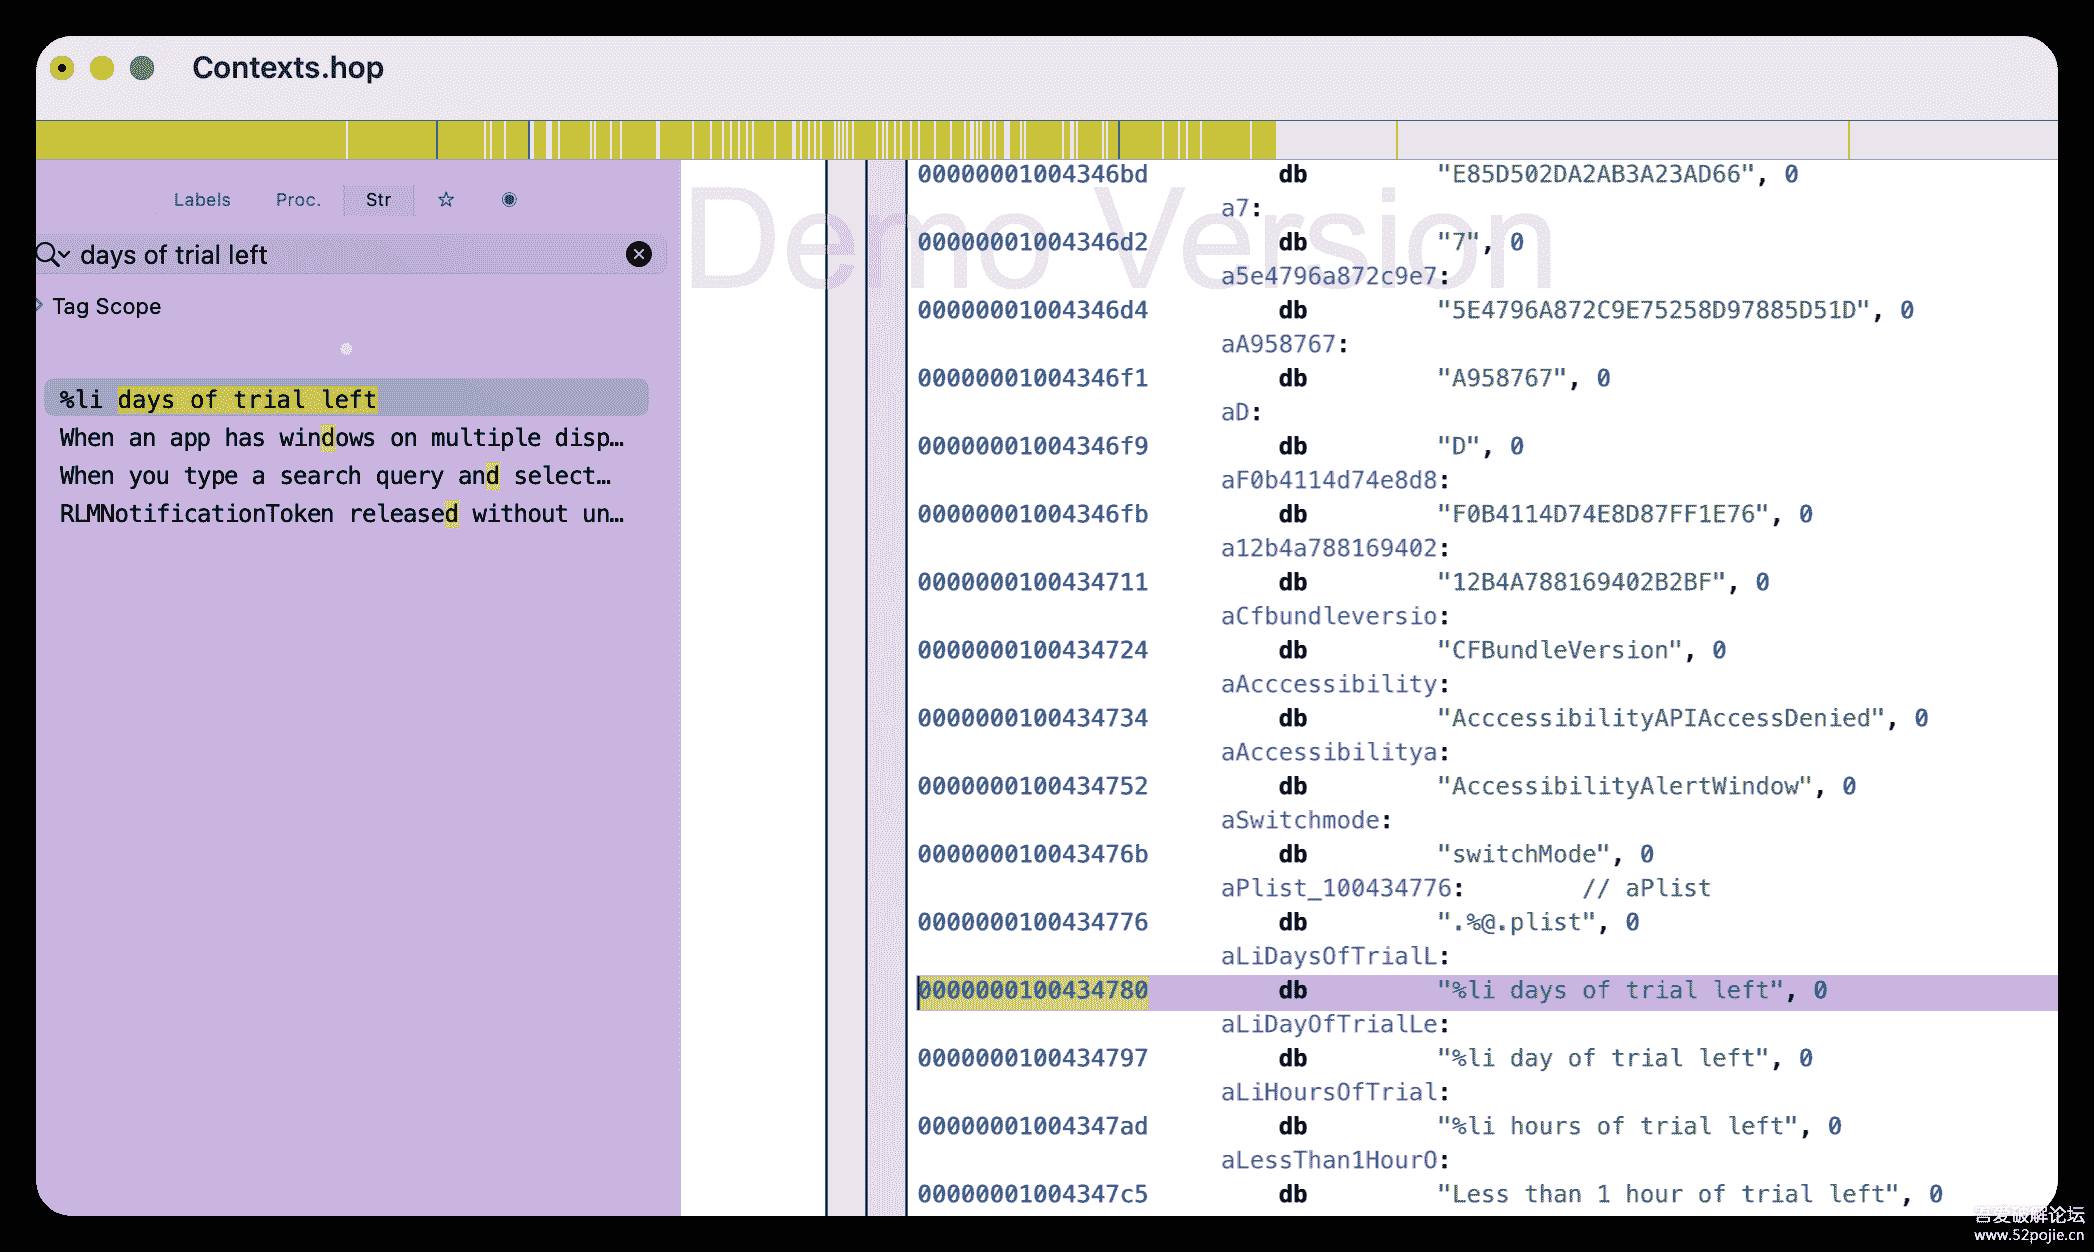 Contexts.hop
Labels Proc. Str
days of trial left
Tag Scope
%li days of trial left
When an app has windows on multiple disp…
When you type a search query and select…
RLMNotificationToken released without un…
Demo Version
00000001004346bd db "E85D502DA2AB3A23AD66", 0
a7:
00000001004346d2 db "7", 0
a5e4796a872c9e7:
00000001004346d4 db "5E4796A872C9E75258D97885D51D", 0
aA958767:
00000001004346f1 db "A958767", 0
aD:
00000001004346f9 db "D", 0
aF0b4114d74e8d8:
00000001004346fb db "F0B4114D74E8D87FF1E76", 0
a12b4a788169402:
0000000100434711 db "12B4A788169402B2BF", 0
aCfbundleversio:
0000000100434724 db "CFBundleVersion", 0
aAcccessibility:
0000000100434734 db "AcccessibilityAPIAccessDenied", 0
aAccessibilitya:
0000000100434752 db "AccessibilityAlertWindow", 0
aSwitchmode:
000000010043476b db "switchMode", 0
aPlist_100434776: // aPlist
0000000100434776 db ".%@.plist", 0
aLiDaysOfTrialL:
0000000100434780 db "%li days of trial left", 0
aLiDayOfTrialLe:
0000000100434797 db "%li day of trial left", 0
aLiHoursOfTrial:
00000001004347ad db "%li hours of trial left", 0
aLessThan1HourO:
00000001004347c5 db "Less than 1 hour of trial left", 0
吾爱破解论坛
www.52pojie.cn